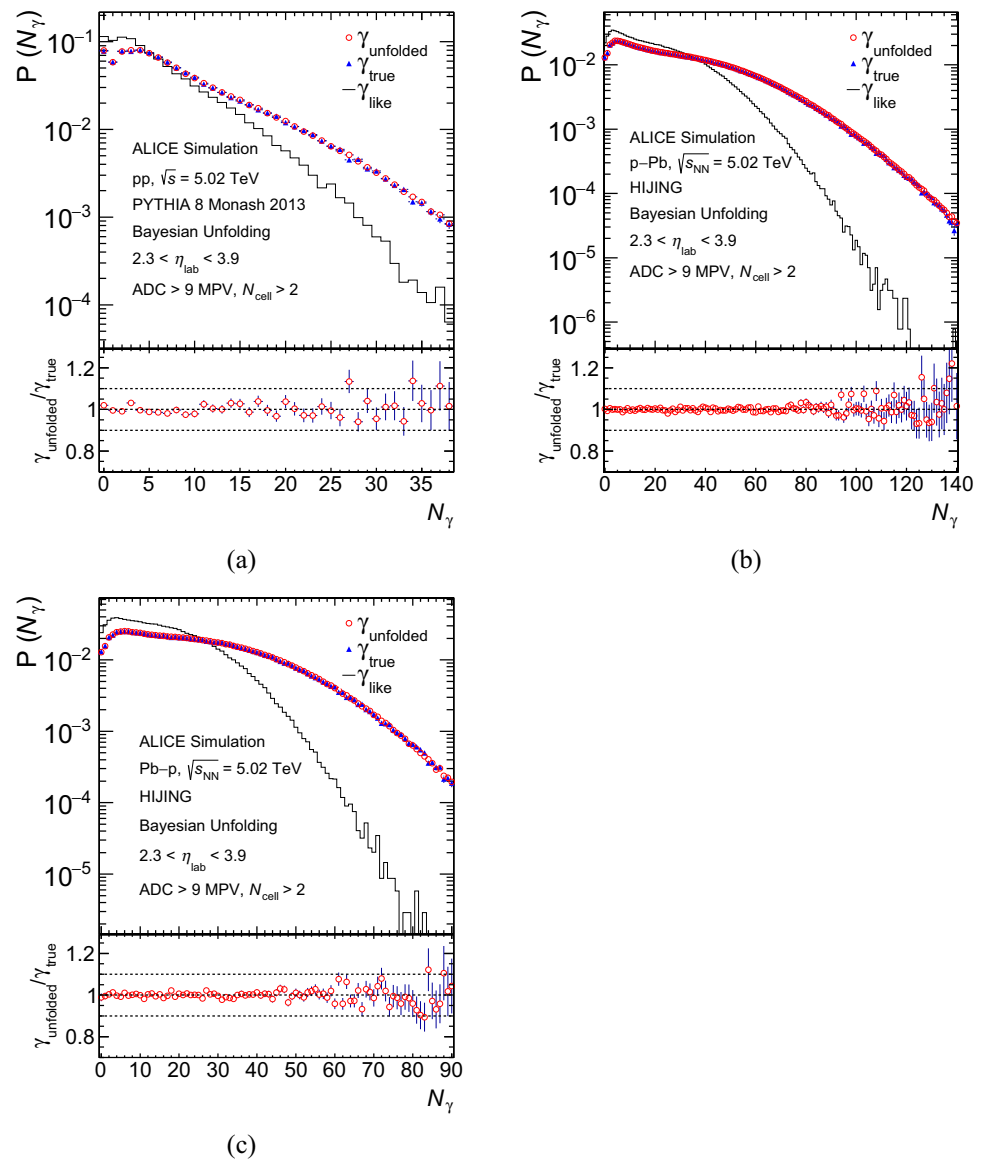 P (Nγ)
10⁻¹
10⁻²
10⁻³
10⁻⁴
γunfolded
γtrue
γlike
ALICE Simulation
pp, √s = 5.02 TeV
PYTHIA 8 Monash 2013
Bayesian Unfolding
2.3 < ηlab < 3.9
ADC > 9 MPV, Ncell > 2
γunfolded/γtrue
1.2
1
0.8
0 5 10 15 20 25 30 35
Nγ
(a)
P (Nγ)
10⁻²
10⁻³
10⁻⁴
10⁻⁵
10⁻⁶
γunfolded
γtrue
γlike
ALICE Simulation
p–Pb, √sNN = 5.02 TeV
HIJING
Bayesian Unfolding
2.3 < ηlab < 3.9
ADC > 9 MPV, Ncell > 2
γunfolded/γtrue
1.2
1
0.8
0 20 40 60 80 100 120 140
Nγ
(b)
P (Nγ)
10⁻²
10⁻³
10⁻⁴
10⁻⁵
γunfolded
γtrue
γlike
ALICE Simulation
Pb–p, √sNN = 5.02 TeV
HIJING
Bayesian Unfolding
2.3 < ηlab < 3.9
ADC > 9 MPV, Ncell > 2
γunfolded/γtrue
1.2
1
0.8
0 10 20 30 40 50 60 70 80 90
Nγ
(c)